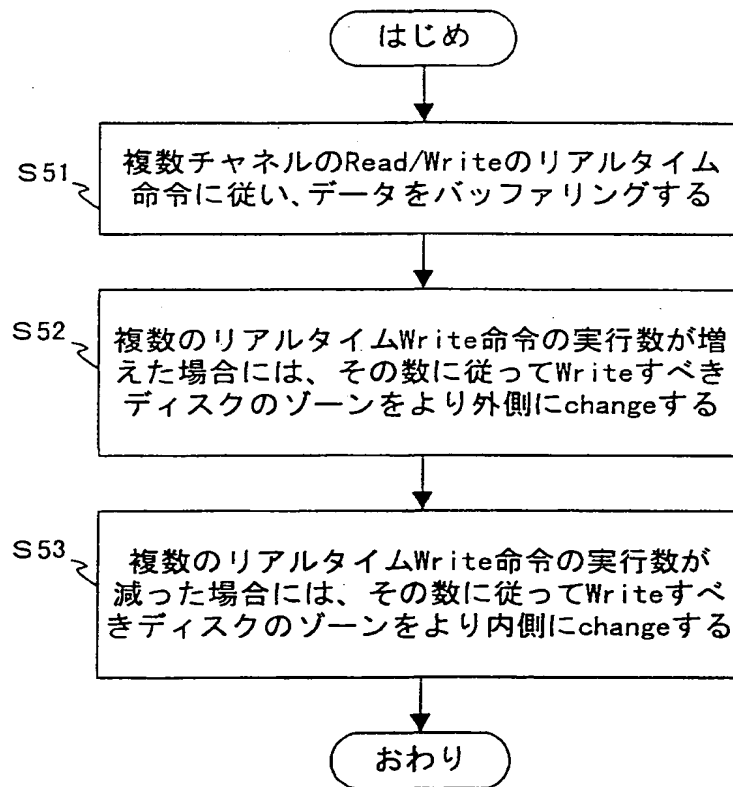 はじめ
S51
複数チャネルのRead/Writeのリアルタイム
命令に従い、データをバッファリングする
S52
複数のリアルタイムWrite命令の実行数が増
えた場合には、その数に従ってWriteすべき
ディスクのゾーンをより外側にchangeする
S53
複数のリアルタイムWrite命令の実行数が
減った場合には、その数に従ってWriteすべ
きディスクのゾーンをより内側にchangeする
おわり